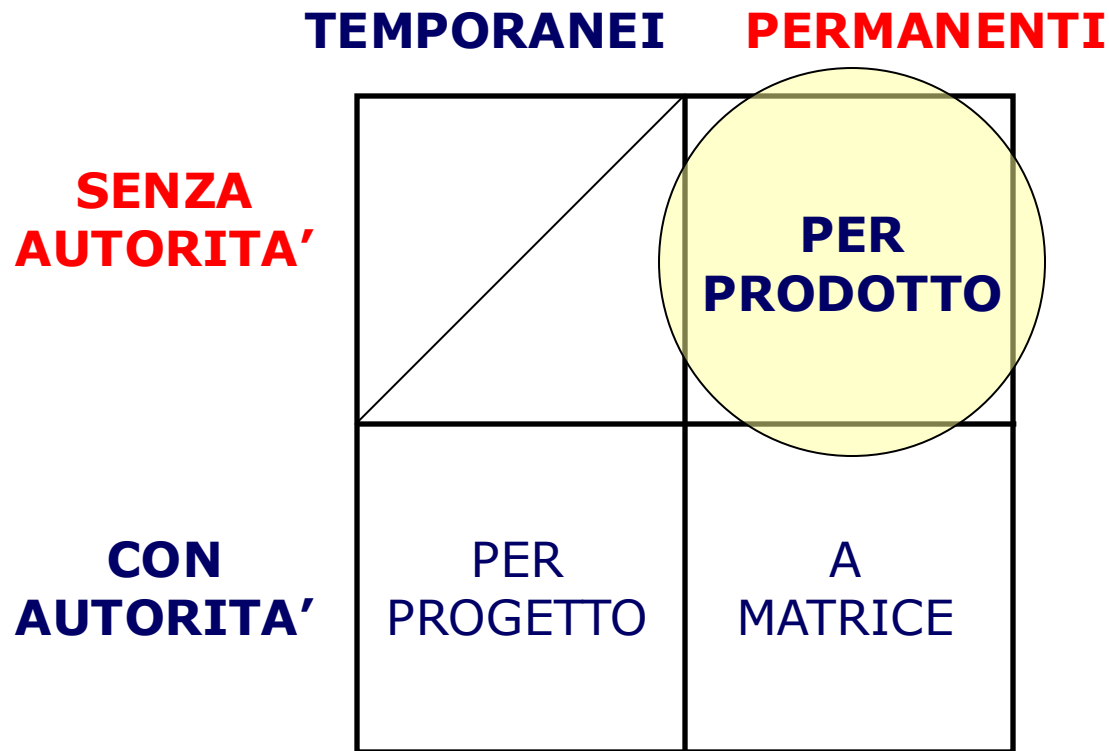 TEMPORANEI PERMANENTI
SENZA
AUTORITA’
PER
PRODOTTO
CON
AUTORITA’
PER
PROGETTO
A
MATRICE